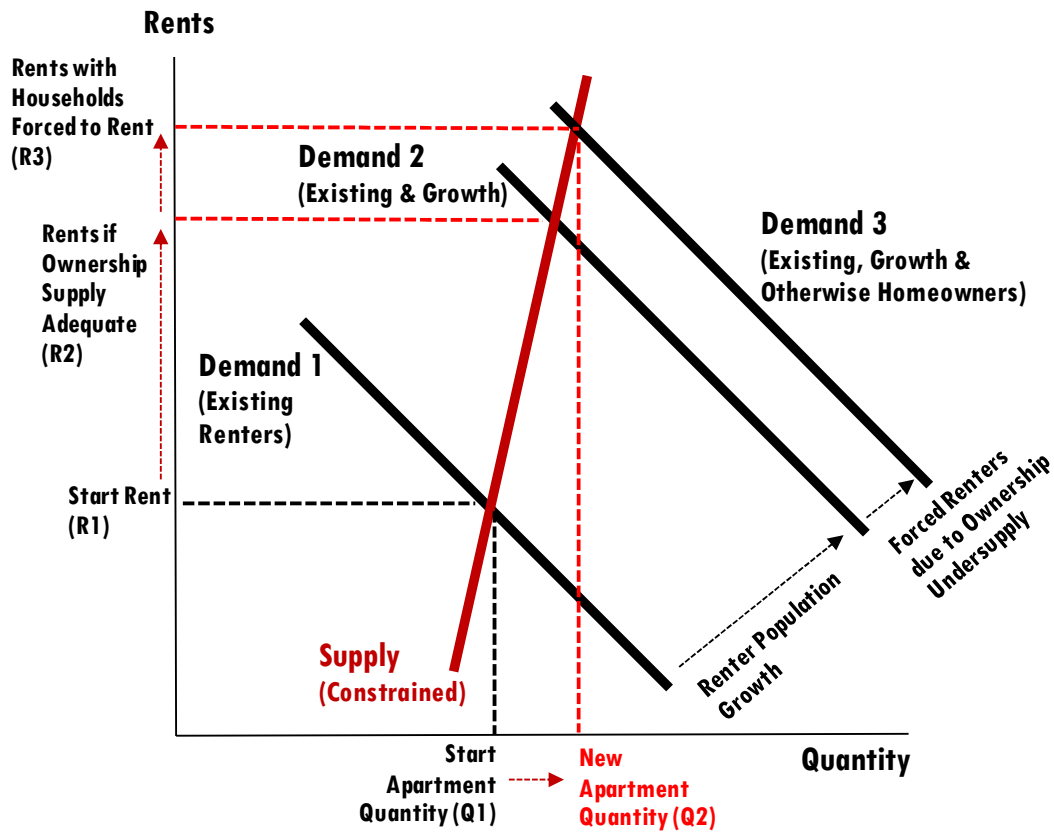 Rents
Rents with
Households
Forced to Rent
(R3)
Demand 2
(Existing & Growth)
Demand 3
(Existing, Growth &
Otherwise Homeowners)
Rents if
Ownership
Supply
Adequate
(R2)
Demand 1
(Existing
Renters)
Start Rent
(R1)
Forced Renters
due to Ownership
Undersupply
Renter Population
Growth
Supply
(Constrained)
Start
Apartment
Quantity (Q1)
New
Apartment
Quantity (Q2)
Quantity